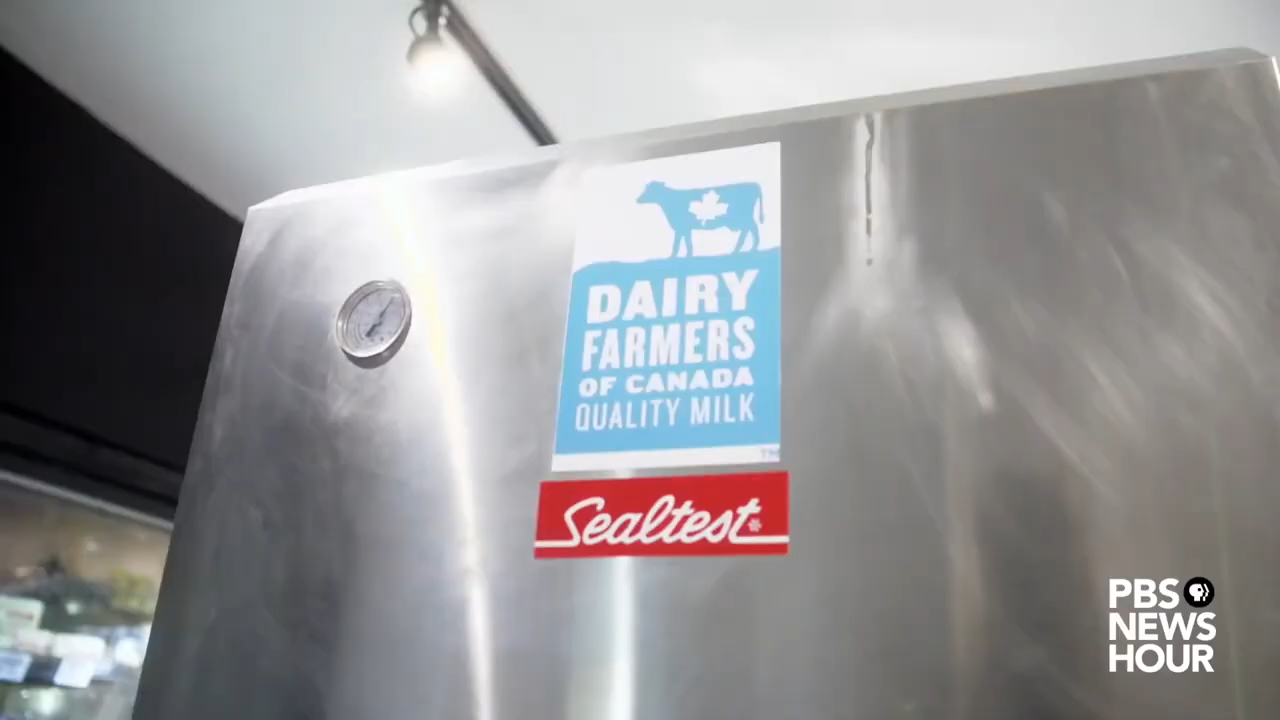 DAIRY
FARMERS
OF CANADA
QUALITY MILK
TM
Sealtest
PBS
NEWS
HOUR